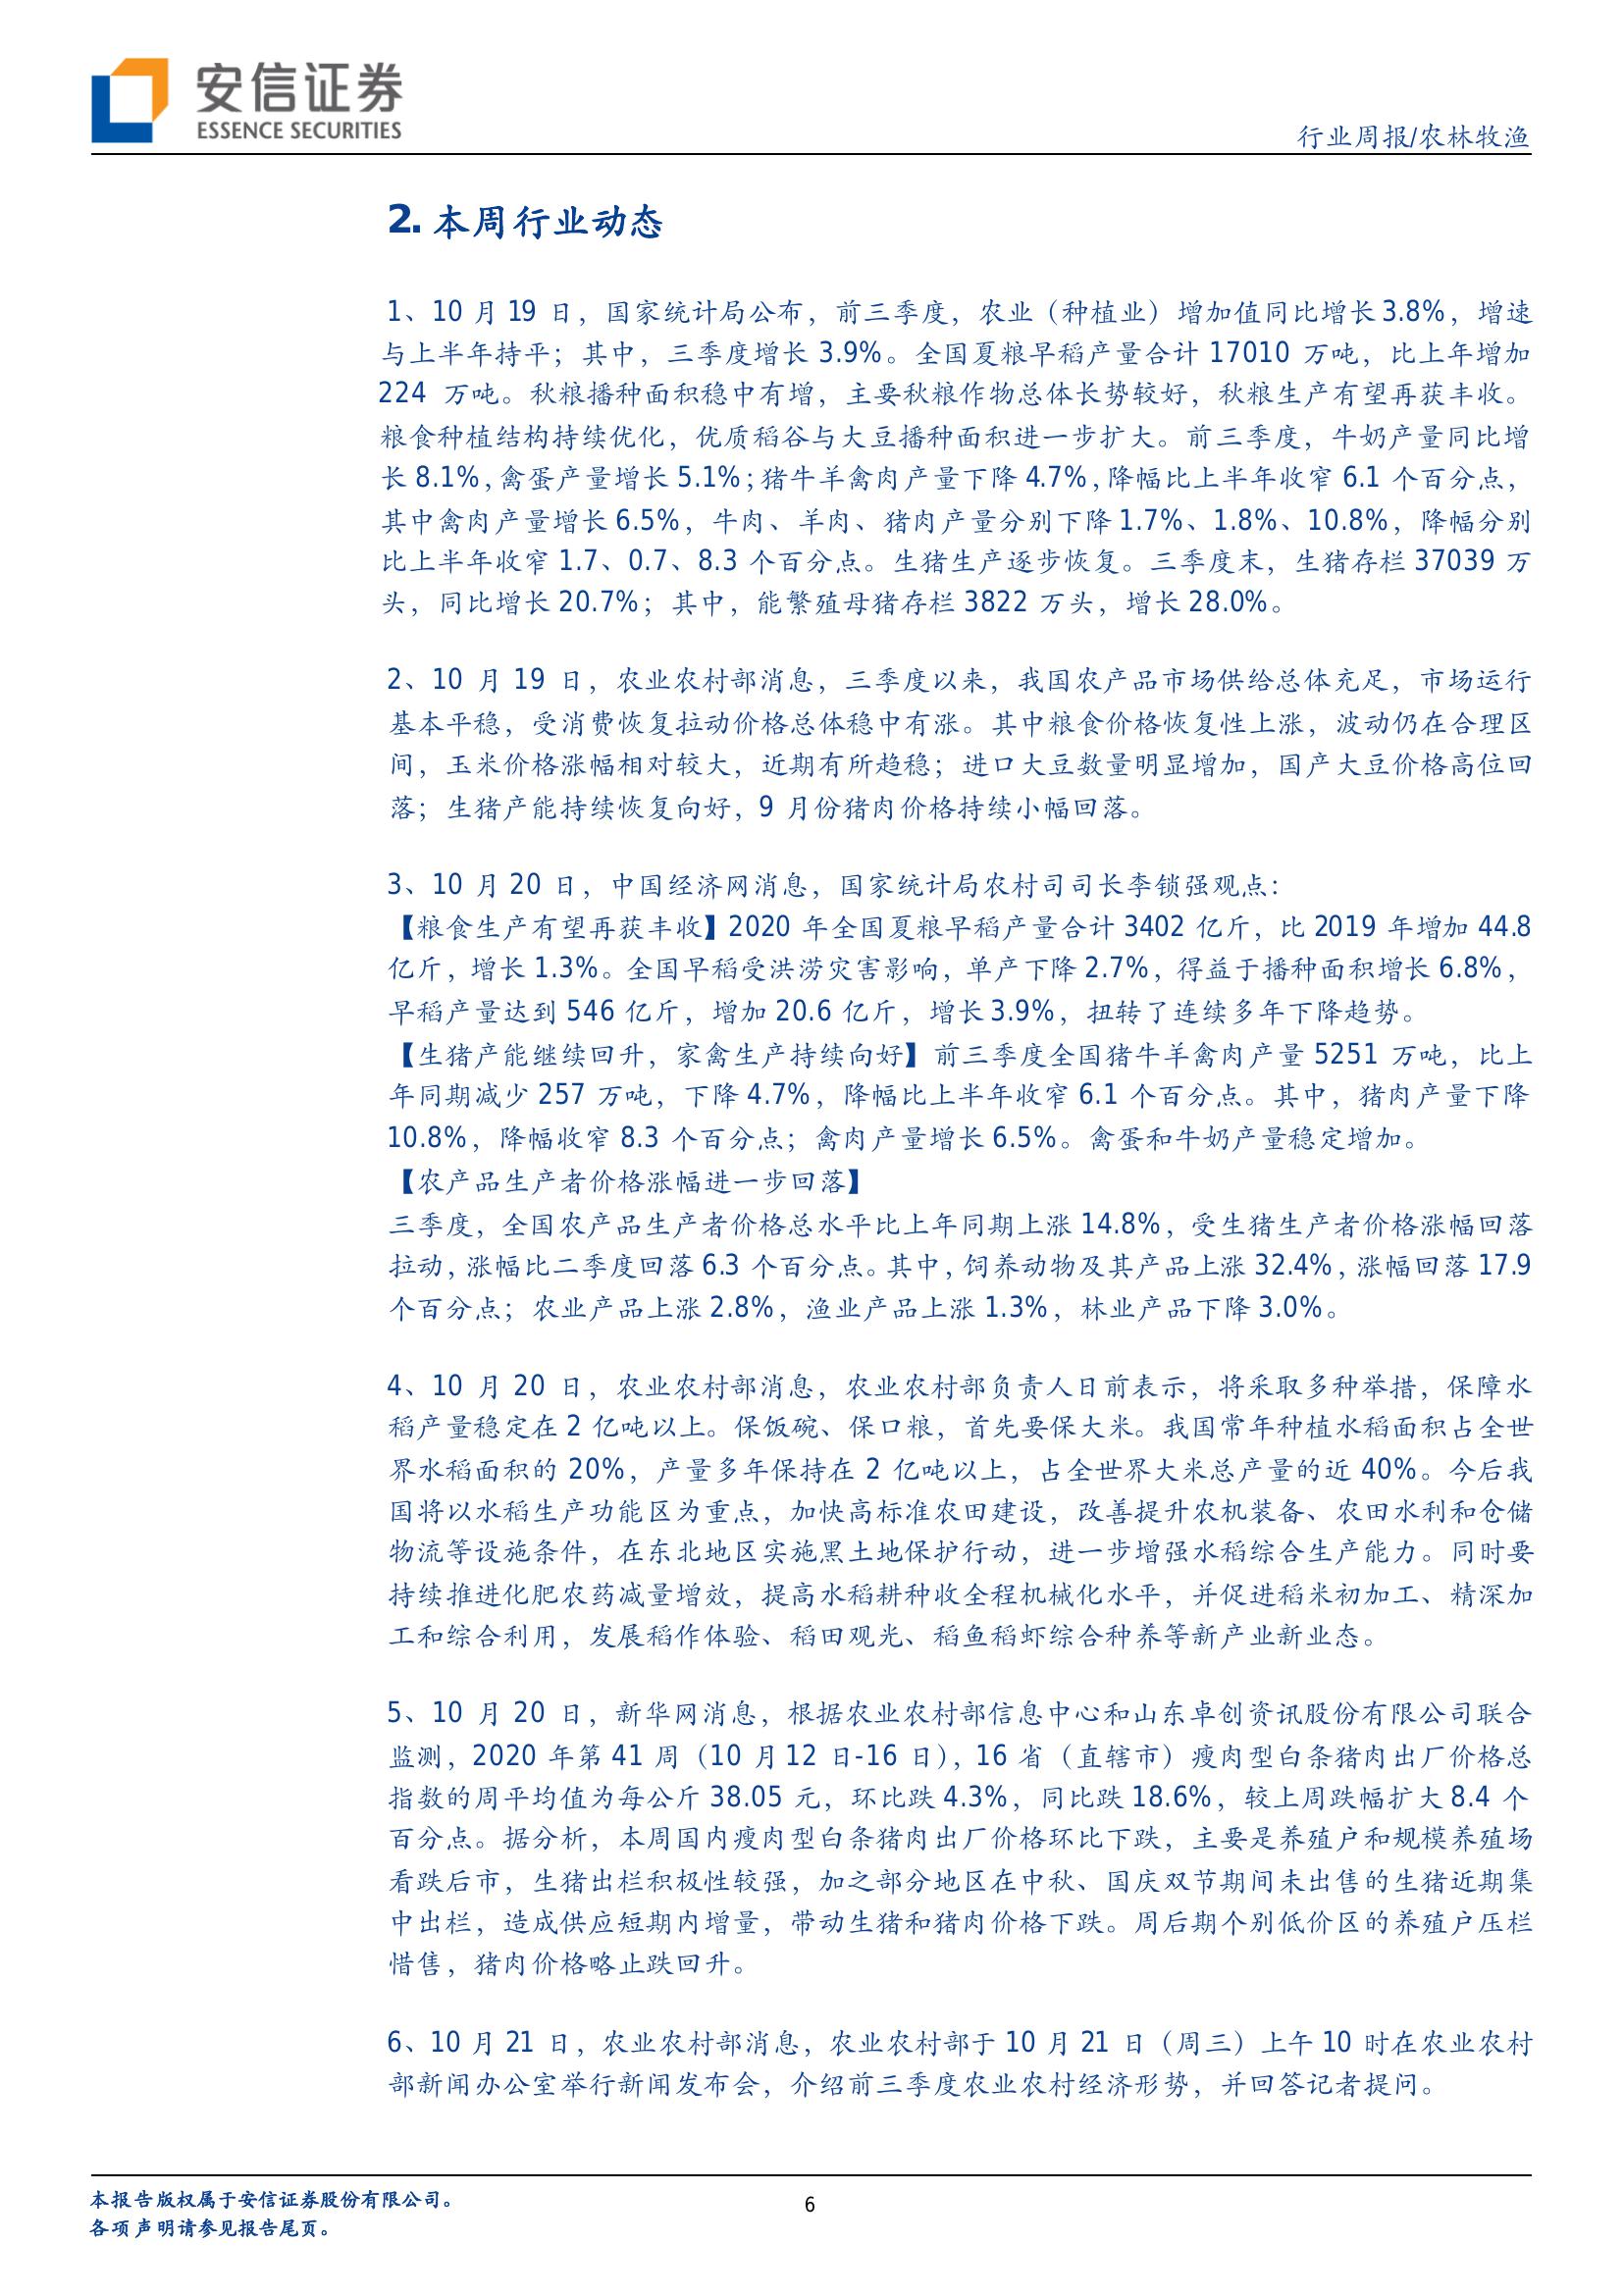 安信证券
ESSENCE SECURITIES
行业周报/农林牧渔
2. 本周行业动态
1、10 月 19 日，国家统计局公布，前三季度，农业（种植业）增加值同比增长 3.8%，增速
与上半年持平；其中，三季度增长 3.9%。全国夏粮早稻产量合计 17010 万吨，比上年增加
224 万吨。秋粮播种面积稳中有增，主要秋粮作物总体长势较好，秋粮生产有望再获丰收。
粮食种植结构持续优化，优质稻谷与大豆播种面积进一步扩大。前三季度，牛奶产量同比增
长 8.1%，禽蛋产量增长 5.1%；猪牛羊禽肉产量下降 4.7%，降幅比上半年收窄 6.1 个百分点，
其中禽肉产量增长 6.5%，牛肉、羊肉、猪肉产量分别下降 1.7%、1.8%、10.8%，降幅分别
比上半年收窄 1.7、0.7、8.3 个百分点。生猪生产逐步恢复。三季度末，生猪存栏 37039 万
头，同比增长 20.7%；其中，能繁殖母猪存栏 3822 万头，增长 28.0%。
2、10 月 19 日，农业农村部消息，三季度以来，我国农产品市场供给总体充足，市场运行
基本平稳，受消费恢复拉动价格总体稳中有涨。其中粮食价格恢复性上涨，波动仍在合理区
间，玉米价格涨幅相对较大，近期有所趋稳；进口大豆数量明显增加，国产大豆价格高位回
落；生猪产能持续恢复向好，9 月份猪肉价格持续小幅回落。
3、10 月 20 日，中国经济网消息，国家统计局农村司司长李锁强观点：
【粮食生产有望再获丰收】2020 年全国夏粮早稻产量合计 3402 亿斤，比 2019 年增加 44.8
亿斤，增长 1.3%。全国早稻受洪涝灾害影响，单产下降 2.7%，得益于播种面积增长 6.8%，
早稻产量达到 546 亿斤，增加 20.6 亿斤，增长 3.9%，扭转了连续多年下降趋势。
【生猪产能继续回升，家禽生产持续向好】前三季度全国猪牛羊禽肉产量 5251 万吨，比上
年同期减少 257 万吨，下降 4.7%，降幅比上半年收窄 6.1 个百分点。其中，猪肉产量下降
10.8%，降幅收窄 8.3 个百分点；禽肉产量增长 6.5%。禽蛋和牛奶产量稳定增加。
【农产品生产者价格涨幅进一步回落】
三季度，全国农产品生产者价格总水平比上年同期上涨 14.8%，受生猪生产者价格涨幅回落
拉动，涨幅比二季度回落 6.3 个百分点。其中，饲养动物及其产品上涨 32.4%，涨幅回落 17.9
个百分点；农业产品上涨 2.8%，渔业产品上涨 1.3%，林业产品下降 3.0%。
4、10 月 20 日，农业农村部消息，农业农村部负责人日前表示，将采取多种举措，保障水
稻产量稳定在 2 亿吨以上。保饭碗、保口粮，首先要保大米。我国常年种植水稻面积占全世
界水稻面积的 20%，产量多年保持在 2 亿吨以上，占全世界大米总产量的近 40%。今后我
国将以水稻生产功能区为重点，加快高标准农田建设，改善提升农机装备、农田水利和仓储
物流等设施条件，在东北地区实施黑土地保护行动，进一步增强水稻综合生产能力。同时要
持续推进化肥农药减量增效，提高水稻耕种收全程机械化水平，并促进稻米初加工、精深加
工和综合利用，发展稻作体验、稻田观光、稻鱼稻虾综合种养等新产业新业态。
5、10 月 20 日，新华网消息，根据农业农村部信息中心和山东卓创资讯股份有限公司联合
监测，2020 年第 41 周（10 月 12 日-16 日），16 省（直辖市）瘦肉型白条猪肉出厂价格总
指数的周平均值为每公斤 38.05 元，环比跌 4.3%，同比跌 18.6%，较上周跌幅扩大 8.4 个
百分点。据分析，本周国内瘦肉型白条猪肉出厂价格环比下跌，主要是养殖户和规模养殖场
看跌后市，生猪出栏积极性较强，加之部分地区在中秋、国庆双节期间未出售的生猪近期集
中出栏，造成供应短期内增量，带动生猪和猪肉价格下跌。周后期个别低价区的养殖户压栏
惜售，猪肉价格略止跌回升。
6、10 月 21 日，农业农村部消息，农业农村部于 10 月 21 日（周三）上午 10 时在农业农村
部新闻办公室举行新闻发布会，介绍前三季度农业农村经济形势，并回答记者提问。
本报告版权属于安信证券股份有限公司。
各项声明请参见报告尾页。
6